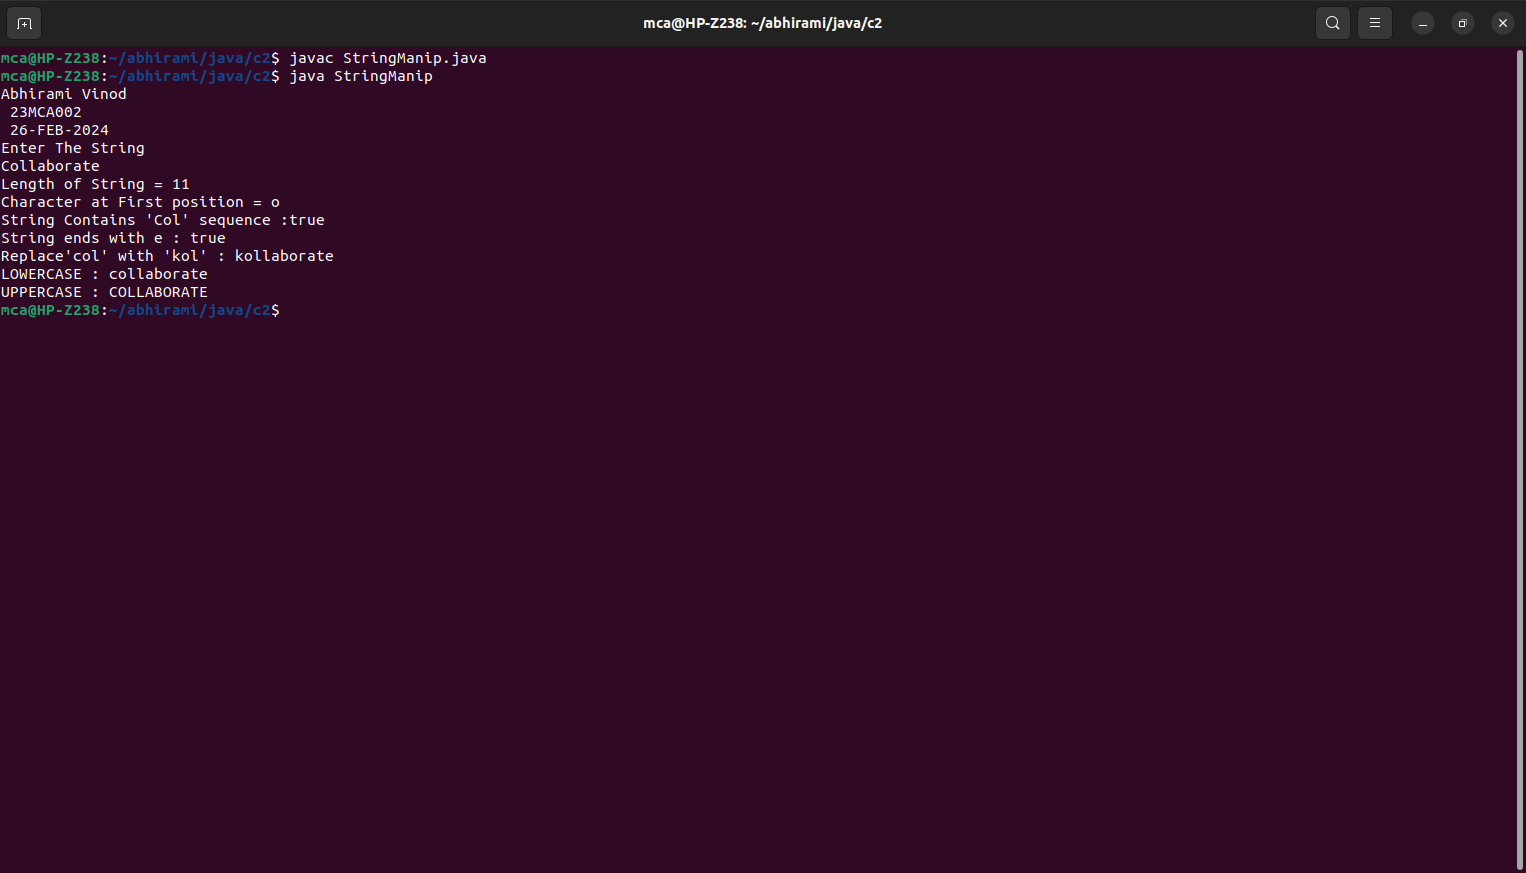 mca@HP-Z238: ~/abhirami/java/c2
mca@HP-Z238:~/abhirami/java/c2$ javac StringManip.java
mca@HP-Z238:~/abhirami/java/c2$ java StringManip
Abhirami Vinod
 23MCA002
 26-FEB-2024
Enter The String
Collaborate
Length of String = 11
Character at First position = o
String Contains 'Col' sequence :true
String ends with e : true
Replace'col' with 'kol' : kollaborate
LOWERCASE : collaborate
UPPERCASE : COLLABORATE
mca@HP-Z238:~/abhirami/java/c2$